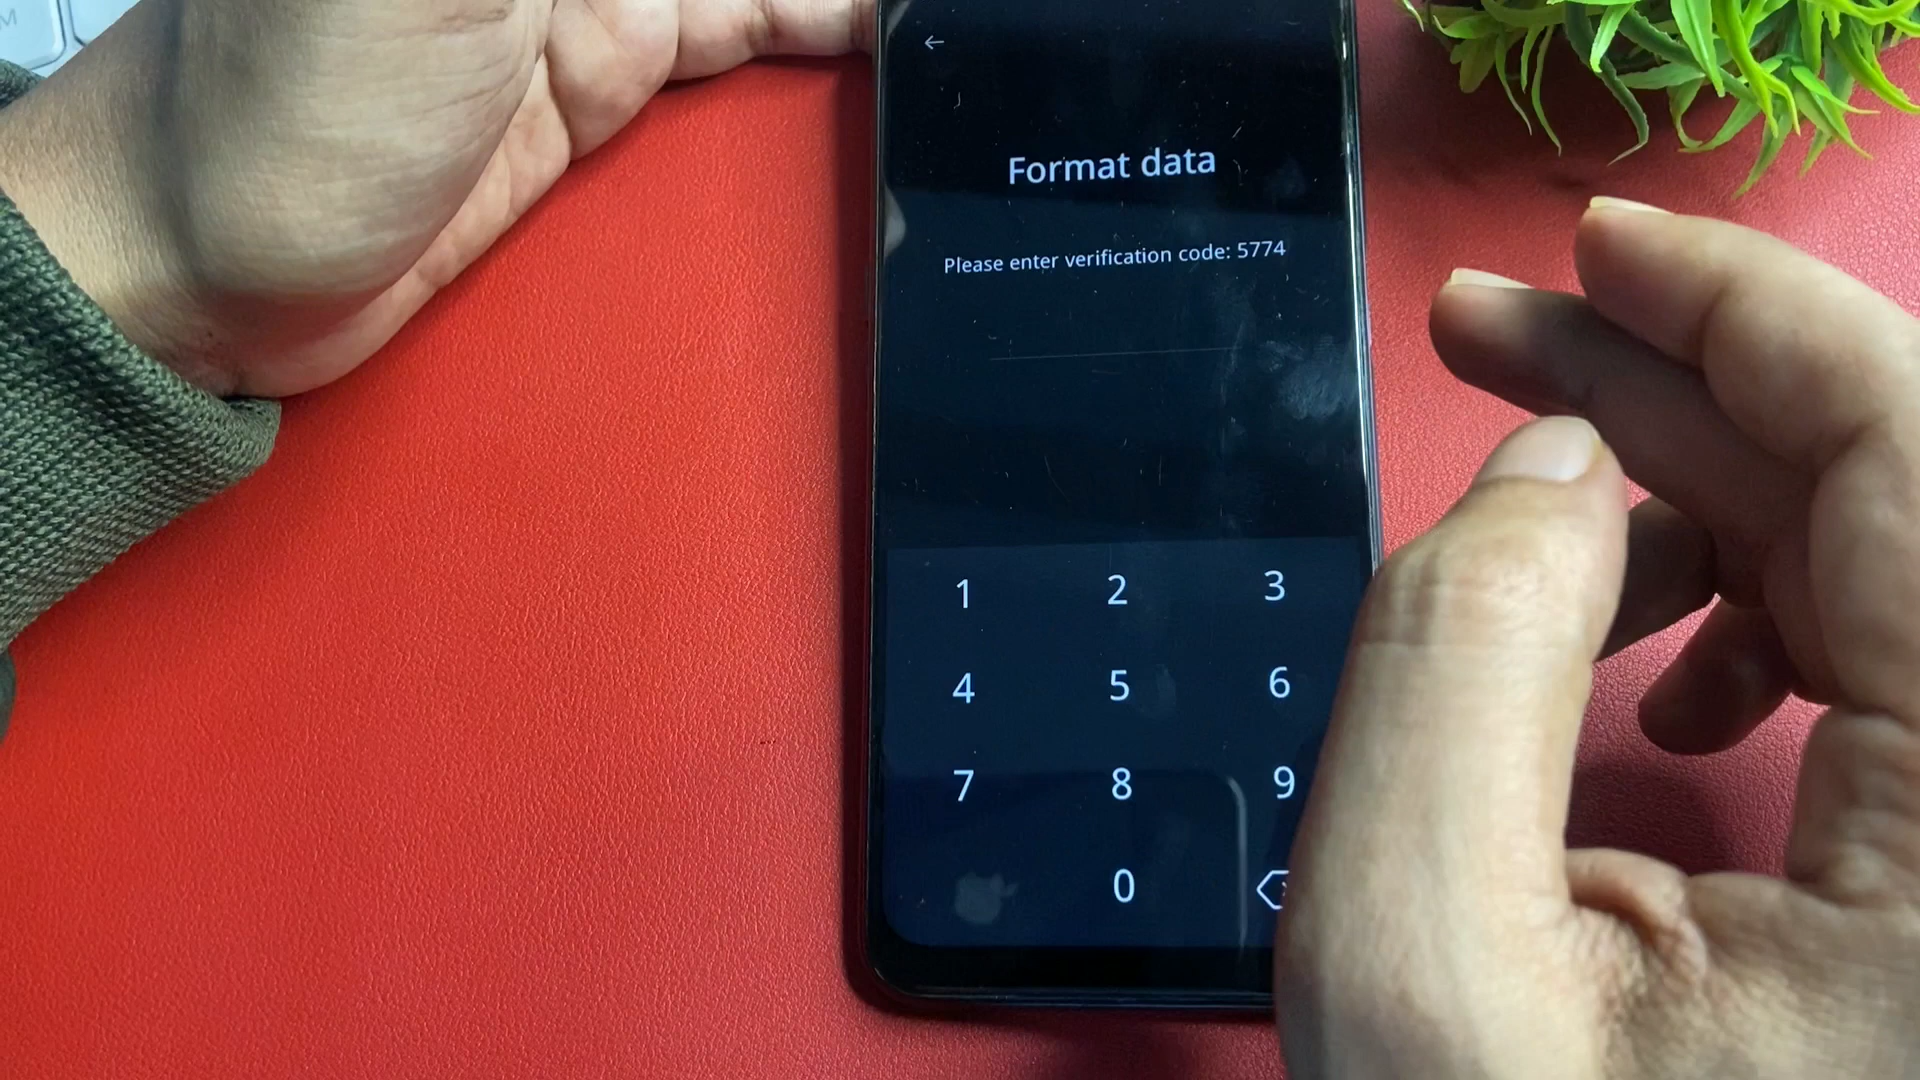 M
←
Format data
Please enter verification code: 5774
1 2 3
4 5 6
7 8 9
0